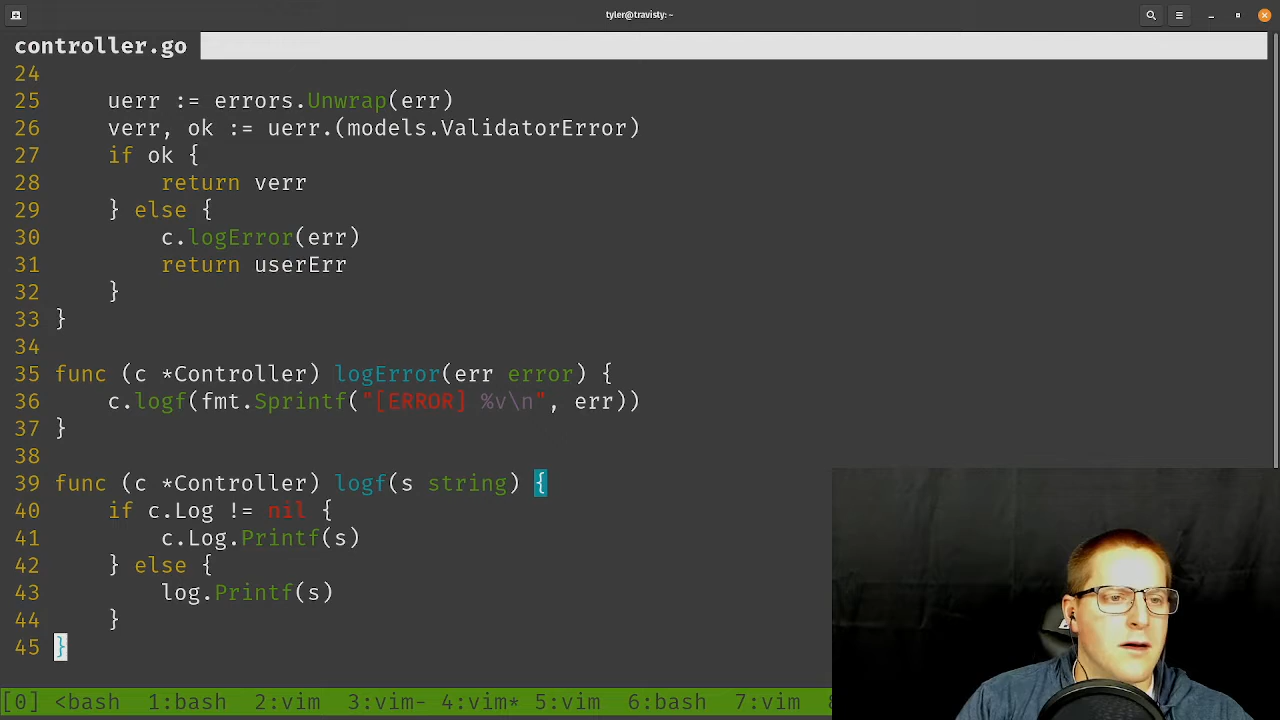 tyler@travisty: ~
controller.go
24
25 uerr := errors.Unwrap(err)
26 verr, ok := uerr.(models.ValidatorError)
27 if ok {
28 return verr
29 } else {
30 c.logError(err)
31 return userErr
32 }
33 }
34
35 func (c *Controller) logError(err error) {
36 c.logf(fmt.Sprintf("[ERROR] %v\n", err))
37 }
38
39 func (c *Controller) logf(s string) {
40 if c.Log != nil {
41 c.Log.Printf(s)
42 } else {
43 log.Printf(s)
44 }
45 }
[0] <bash 1:bash 2:vim 3:vim- 4:vim* 5:vim 6:bash 7:vim